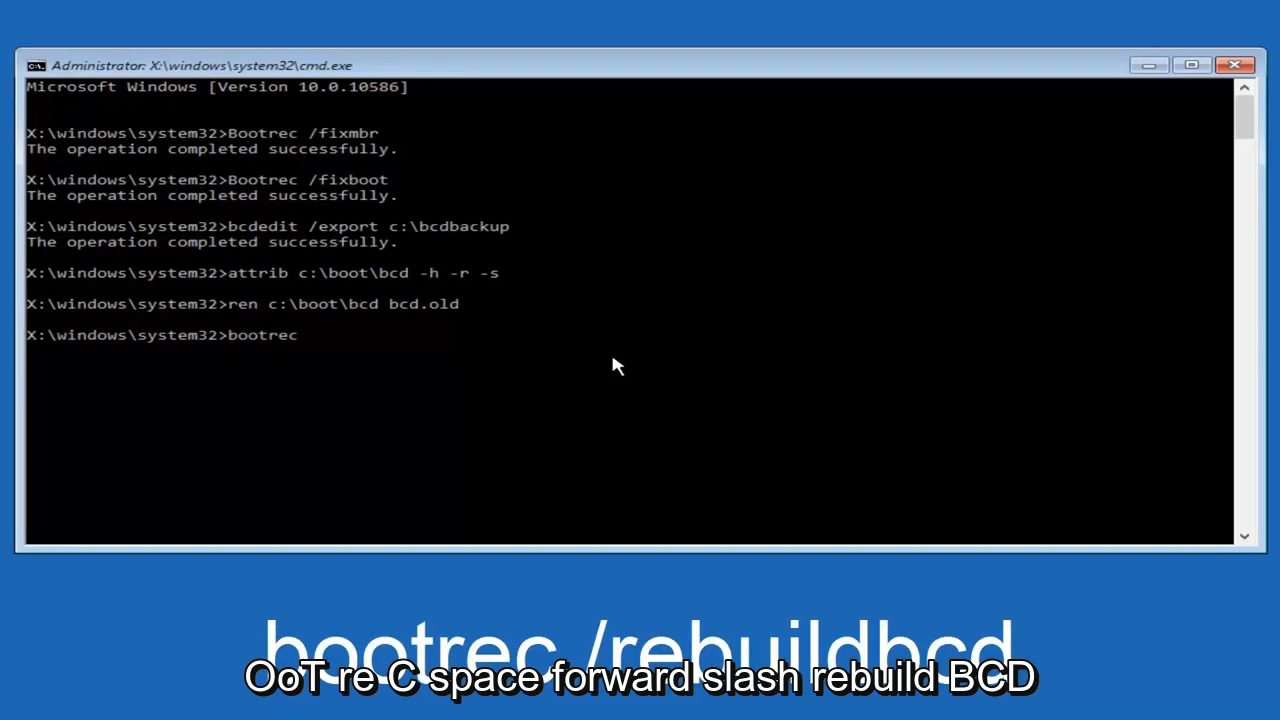 Administrator: X:\windows\system32\cmd.exe
Microsoft Windows [Version 10.0.10586]
X:\windows\system32>Bootrec /fixmbr
The operation completed successfully.
X:\windows\system32>Bootrec /fixboot
The operation completed successfully.
X:\windows\system32>bcdedit /export c:\bcdbackup
The operation completed successfully.
X:\windows\system32>attrib c:\boot\bcd -h -r -s
X:\windows\system32>ren c:\boot\bcd bcd.old
X:\windows\system32>bootrec
bootrec /rebuildbcd
OoT re C space forward slash rebuild BCD